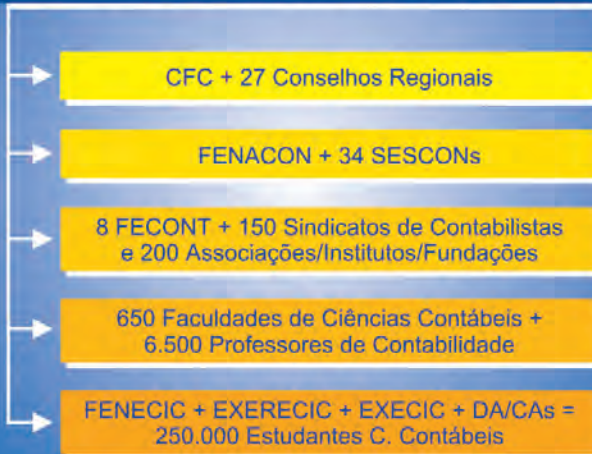 CFC + 27 Conselhos Regionais
FENACON + 34 SESCONs
8 FECONT + 150 Sindicatos de Contabilistas
e 200 Associações/Institutos/Fundações
650 Faculdades de Ciências Contábeis +
6.500 Professores de Contabilidade
FENECIC + EXERECIC + EXECIC + DA/CAs =
250.000 Estudantes C. Contábeis